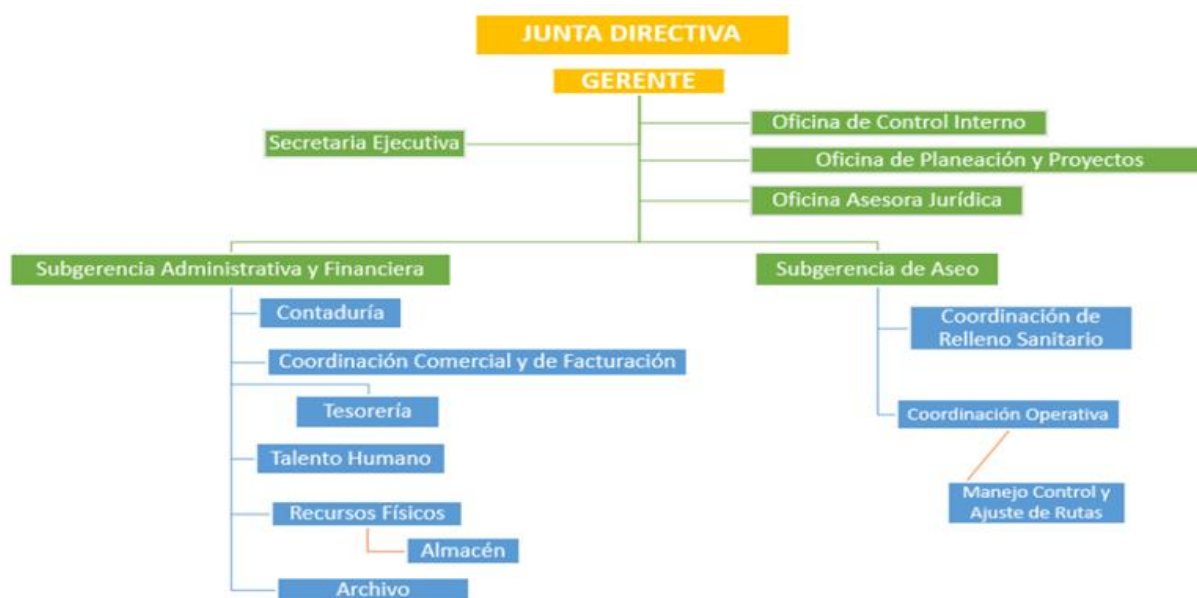 JUNTA DIRECTIVA
GERENTE
Oficina de Control Interno
Secretaria Ejecutiva
Oficina de Planeación y Proyectos
Oficina Asesora Jurídica
Subgerencia Administrativa y Financiera
Subgerencia de Aseo
Contaduría
Coordinación de
Relleno Sanitario
Coordinación Comercial y de Facturación
Tesorería
Coordinación Operativa
Talento Humano
Manejo Control y
Ajuste de Rutas
Recursos Físicos
Almacén
Archivo